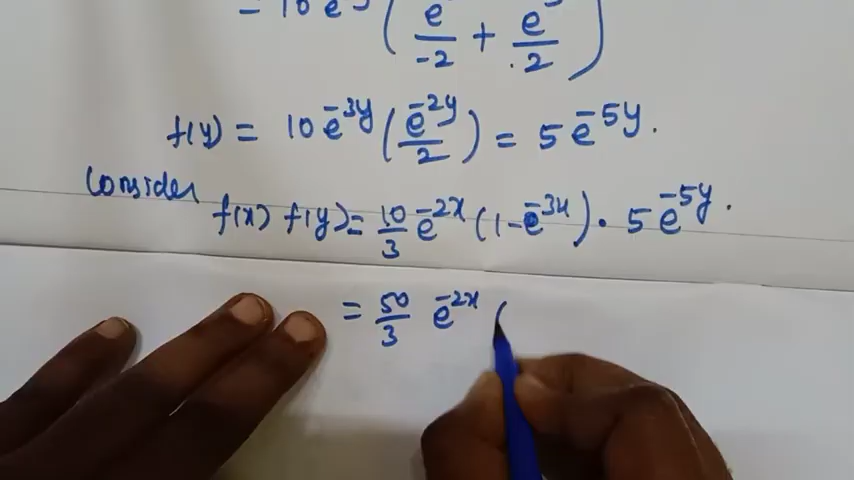 = 10 e ( e/-2 + e/2 )
f(y) = 10 e^-3y ( e^-2y/2 ) = 5 e^-5y .
Consider
f(x) f(y) = 10/3 e^-2x (1 - e^-3x) . 5 e^-5y .
= 50/3 e^-2x (